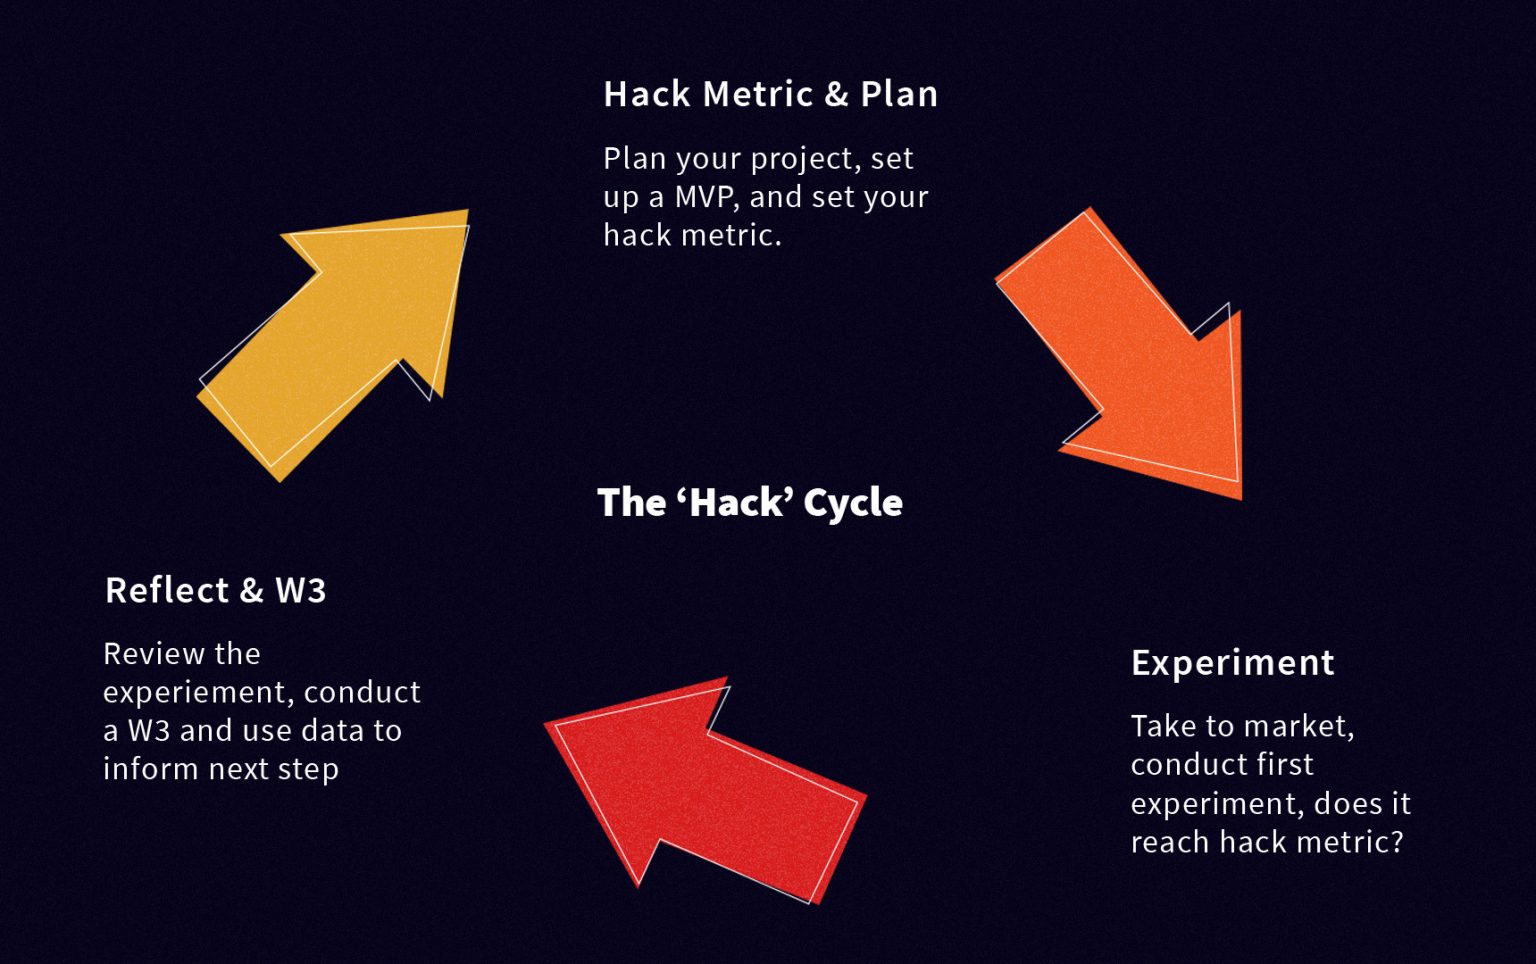 Hack Metric & Plan
Plan your project, set
up a MVP, and set your
hack metric.
The ‘Hack’ Cycle
Reflect & W3
Review the
experiement, conduct
a W3 and use data to
inform next step
Experiment
Take to market,
conduct first
experiment, does it
reach hack metric?